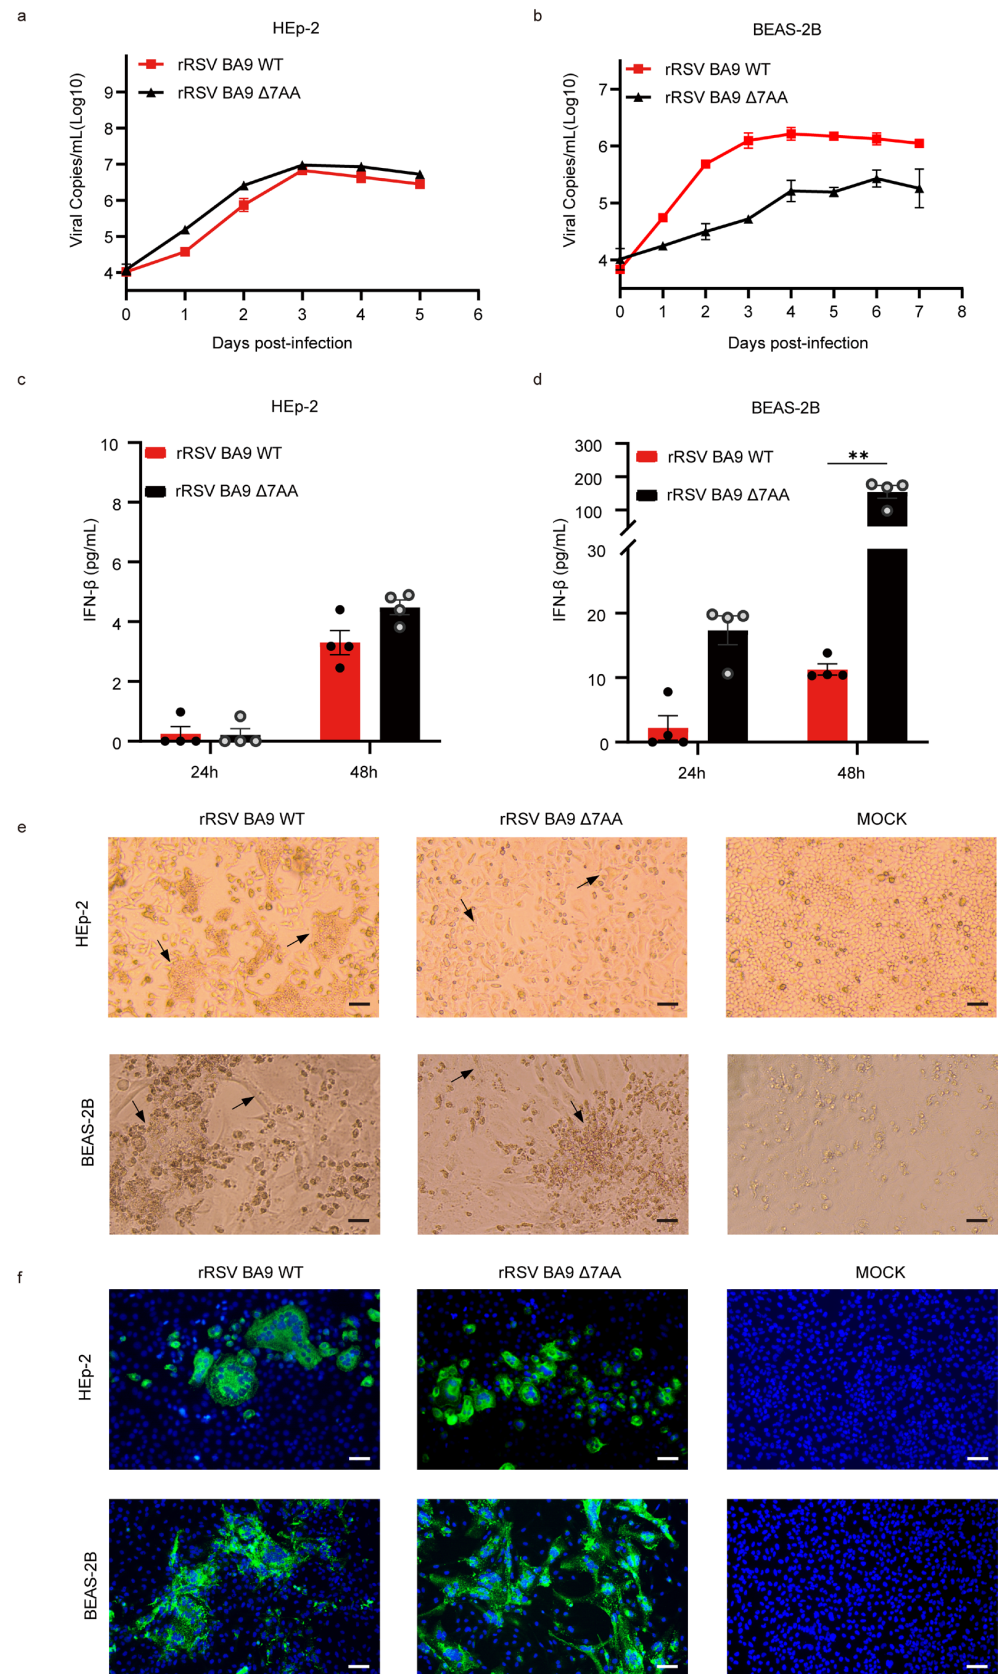 a
HEp-2
rRSV BA9 WT
rRSV BA9 Δ7AA
Viral Copies/mL(Log10)
9
8
7
6
5
4
0 1 2 3 4 5 6
Days post-infection
b
BEAS-2B
rRSV BA9 WT
rRSV BA9 Δ7AA
Viral Copies/mL(Log10)
7
6
5
4
0 1 2 3 4 5 6 7 8
Days post-infection
c
HEp-2
rRSV BA9 WT
rRSV BA9 Δ7AA
IFN-β (pg/mL)
10
8
6
4
2
0
24h 48h
d
BEAS-2B
rRSV BA9 WT
rRSV BA9 Δ7AA
**
IFN-β (pg/mL)
300
200
100
30
20
10
0
24h 48h
e
rRSV BA9 WT rRSV BA9 Δ7AA MOCK
HEp-2
BEAS-2B
f
rRSV BA9 WT rRSV BA9 Δ7AA MOCK
HEp-2
BEAS-2B